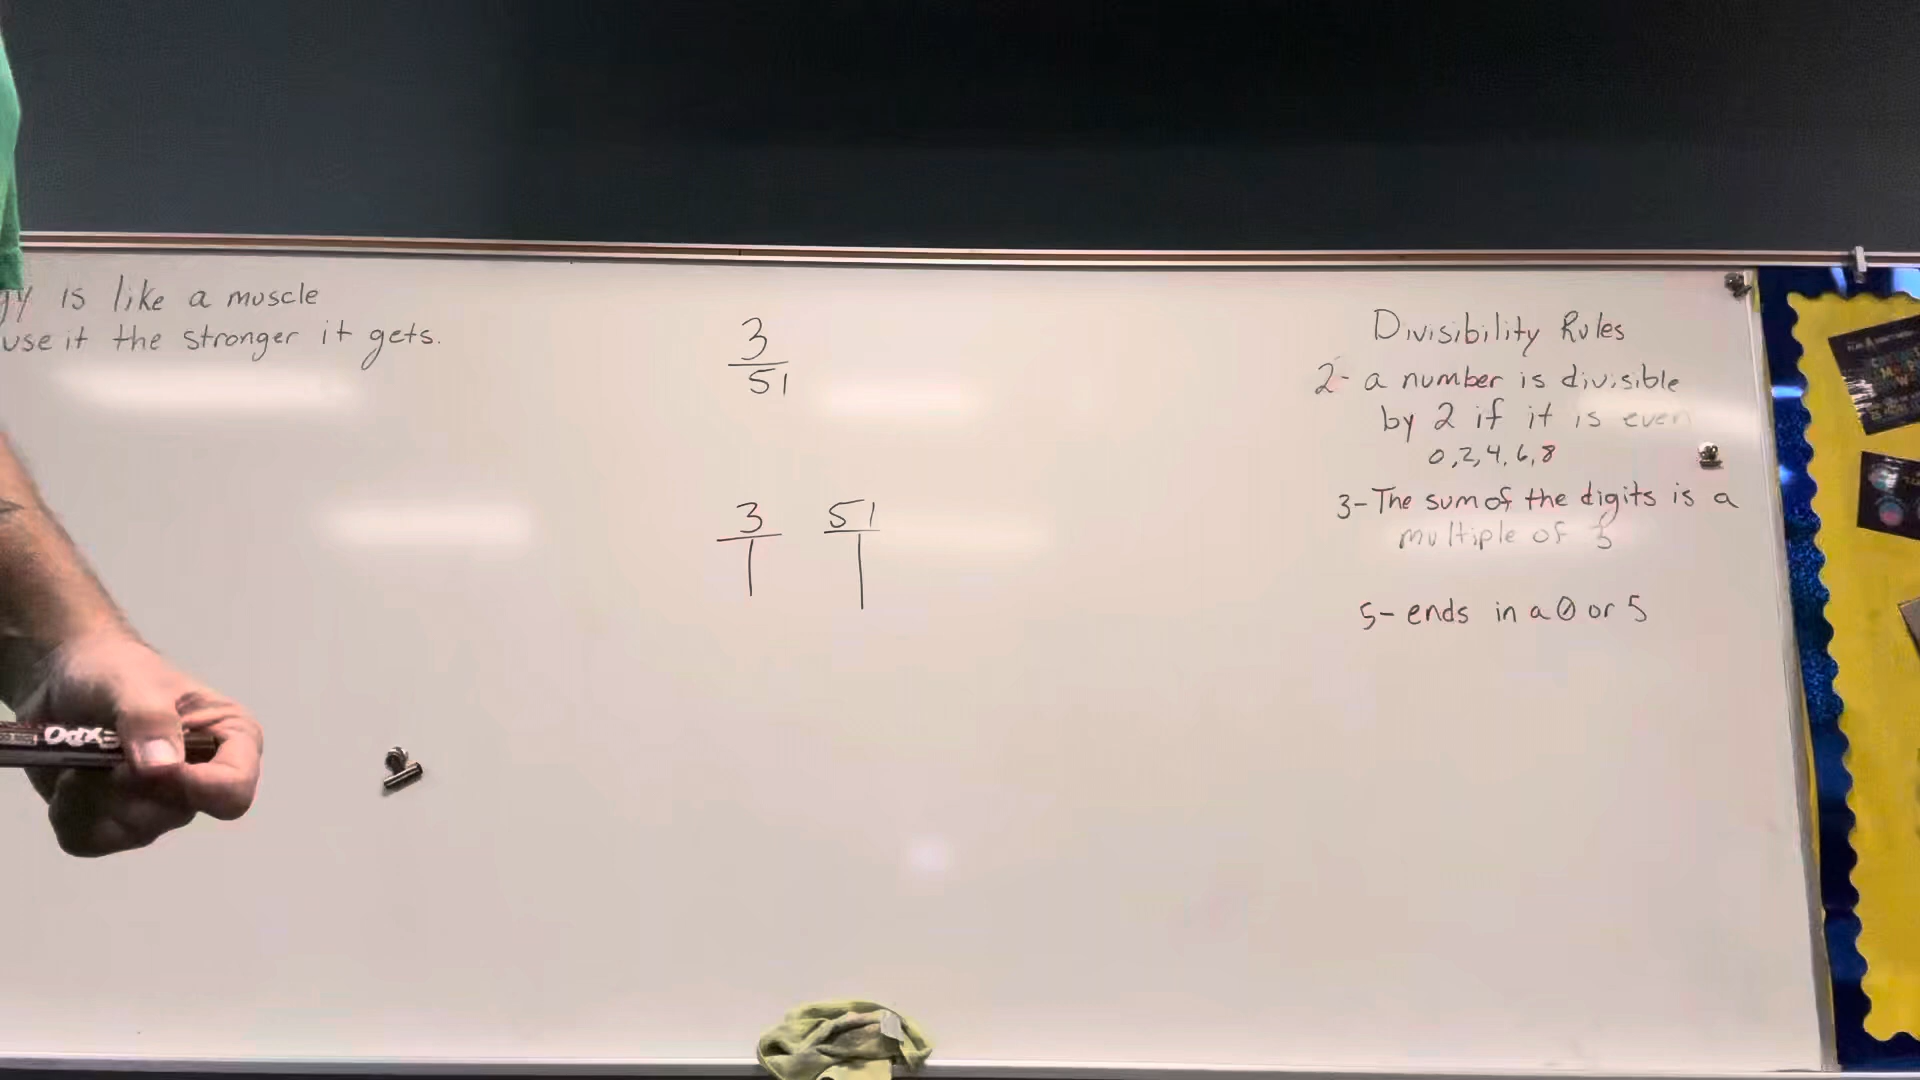 is like a muscle
use it the stronger it gets.
3
51
3 51
Divisibility Rules
2- a number is divisible
by 2 if it is even
0,2,4,6,8
3-The sum of the digits is a
multiple of 3
5- ends in a 0 or 5
EXPO